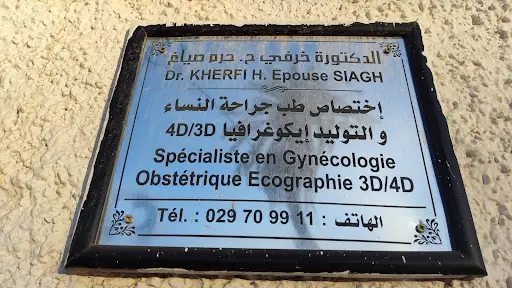 الدكتورة خرفي ح. حرم صياغ
Dr. KHERFI H. Epouse SIAGH
إختصاص طب جراحة النساء
و التوليد إيكوغرافيا 4D/3D
Spécialiste en Gynécologie
Obstétrique Ecographie 3D/4D
Tél. : 029 70 99 11 : الهاتف